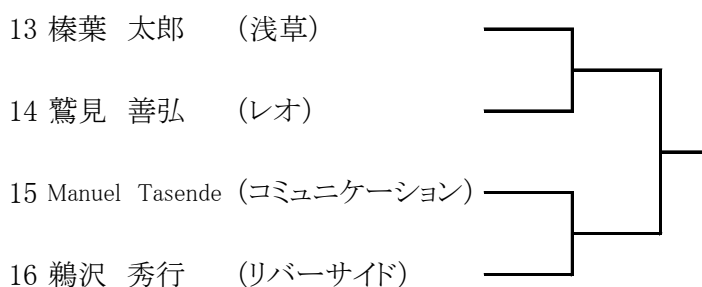 13 榛葉 太郎 (浅草)
14 鷲見 善弘 (レオ)
15 Manuel Tasende (コミュニケーション)
16 鵜沢 秀行 (リバーサイド)